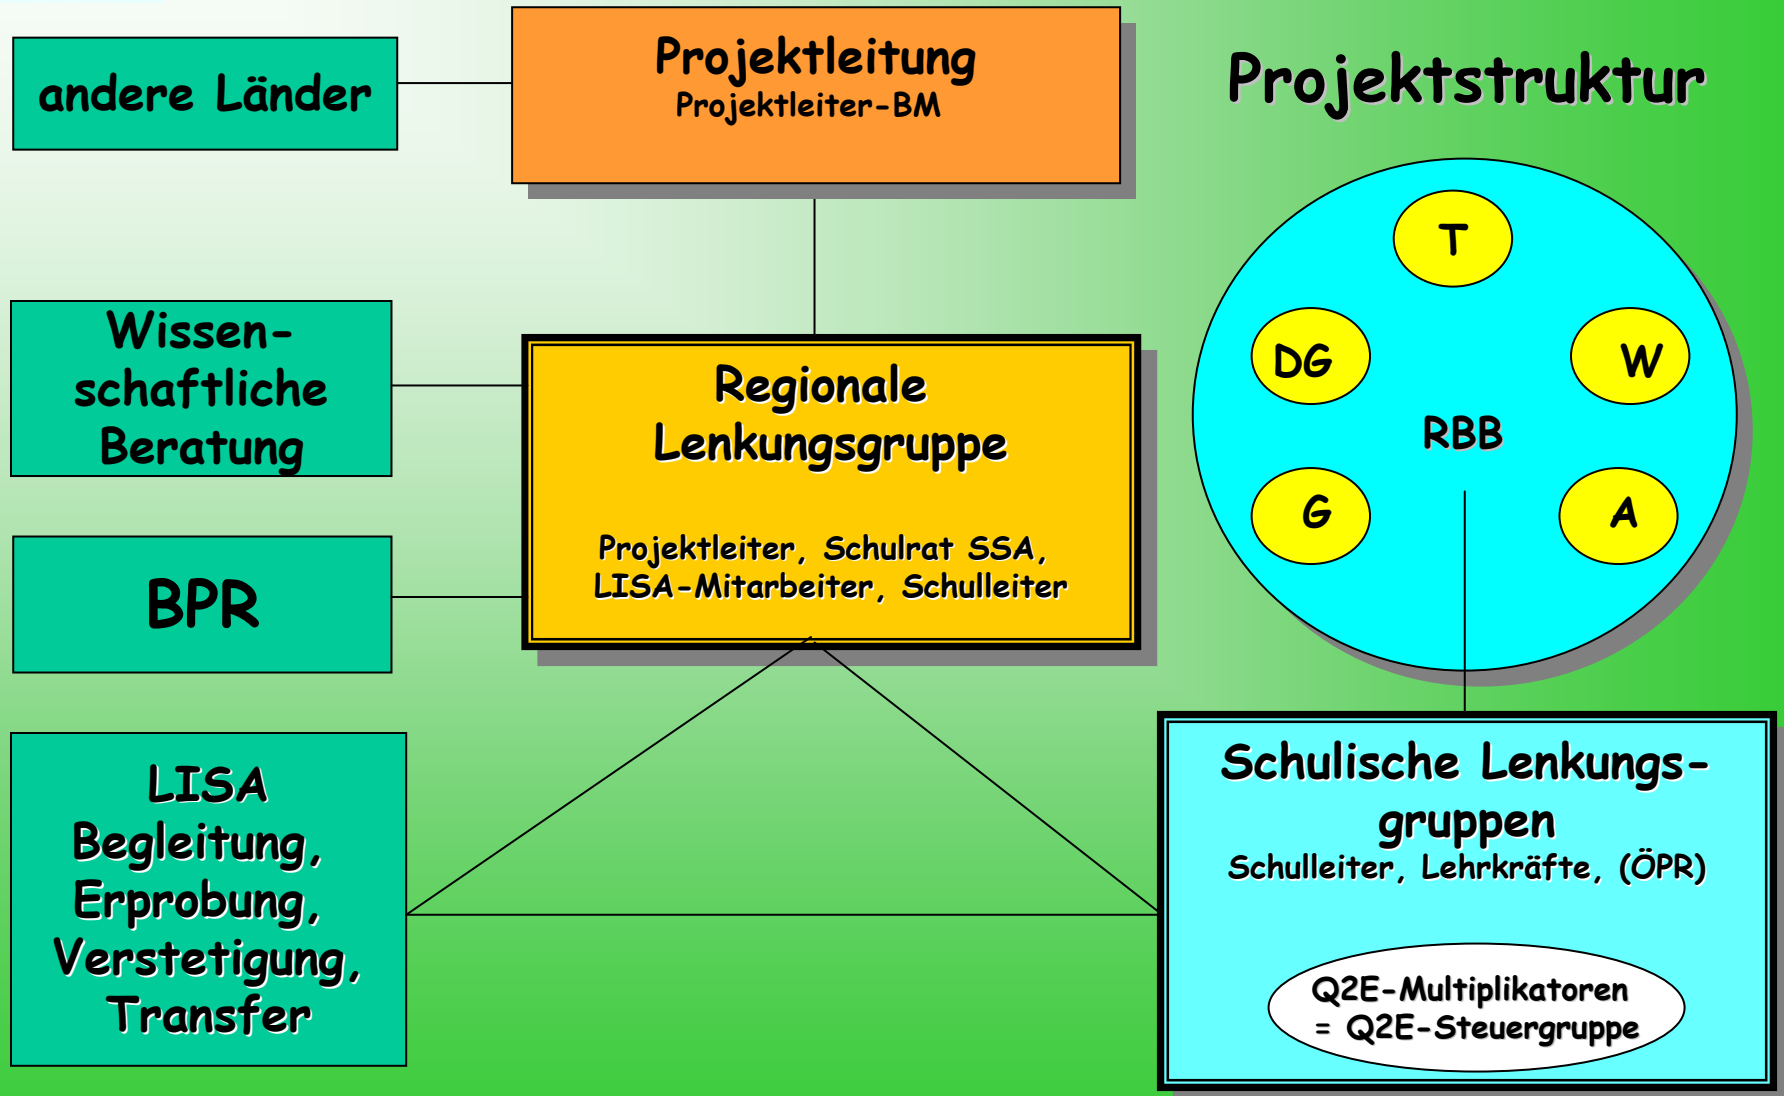 andere Länder
Projektleitung
Projektleiter-BM
Projektstruktur
T
DG
W
RBB
G
A
Wissen-
schaftliche
Beratung
Regionale
Lenkungsgruppe
Projektleiter, Schulrat SSA,
LISA-Mitarbeiter, Schulleiter
BPR
LISA
Begleitung,
Erprobung,
Verstetigung,
Transfer
Schulische Lenkungs-
gruppen
Schulleiter, Lehrkräfte, (ÖPR)
Q2E-Multiplikatoren
= Q2E-Steuergruppe